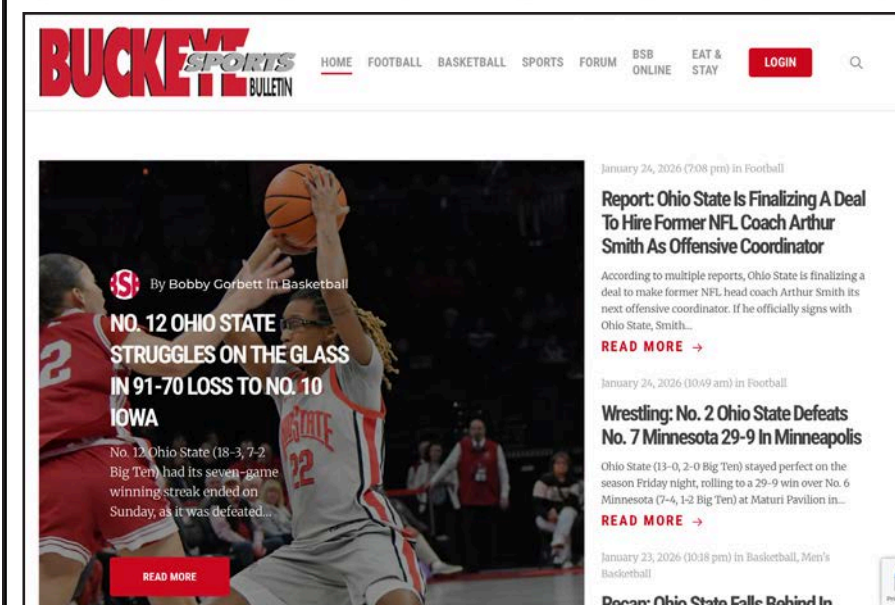 BUCKEYE
SPORTS
BULLETIN
HOME
FOOTBALL
BASKETBALL
SPORTS
FORUM
BSB
ONLINE
EAT &
STAY
LOGIN
By Bobby Gorbett In Basketball
NO. 12 OHIO STATE
STRUGGLES ON THE GLASS
IN 91-70 LOSS TO NO. 10
IOWA
No. 12 Ohio State (18-3, 7-2
Big Ten) had its seven-game
winning streak ended on
Sunday, as it was defeated...
READ MORE
2
22
January 24, 2026 (7:08 pm) in Football
Report: Ohio State Is Finalizing A Deal
To Hire Former NFL Coach Arthur
Smith As Offensive Coordinator
According to multiple reports, Ohio State is finalizing a
deal to make former NFL head coach Arthur Smith its
next offensive coordinator. If he officially signs with
Ohio State, Smith...
READ MORE →
January 24, 2026 (10:49 am) in Football
Wrestling: No. 2 Ohio State Defeats
No. 7 Minnesota 29-9 In Minneapolis
Ohio State (13-0, 2-0 Big Ten) stayed perfect on the
season Friday night, rolling to a 29-9 win over No. 6
Minnesota (7-4, 1-2 Big Ten) at Maturi Pavilion in...
READ MORE →
January 23, 2026 (10:18 pm) in Basketball, Men's
Basketball
Recap: Ohio State Falls Behind In